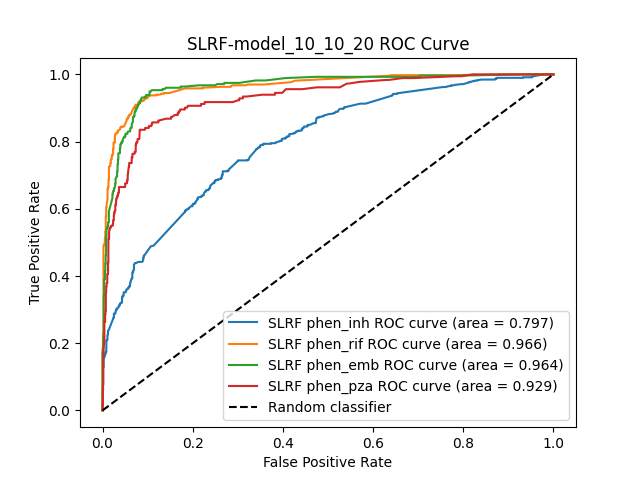 SLRF-model_10_10_20 ROC Curve
True Positive Rate
1.0
0.8
0.6
0.4
0.2
0.0
SLRF phen_inh ROC curve (area = 0.797)
SLRF phen_rif ROC curve (area = 0.966)
SLRF phen_emb ROC curve (area = 0.964)
SLRF phen_pza ROC curve (area = 0.929)
Random classifier
0.0 0.2 0.4 0.6 0.8 1.0
False Positive Rate